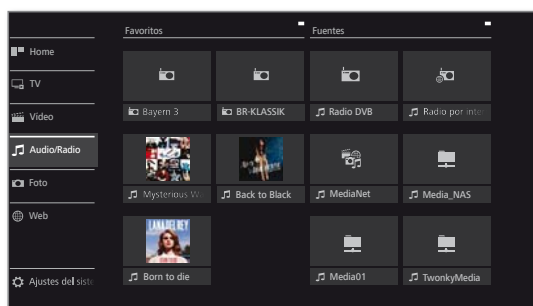 Favoritos
Fuentes
Home
TV
Vídeo
Audio/Radio
Foto
Web
Ajustes del siste
Bayern 3
BR-KLASSIK
Radio DVB
Radio por inte
Mysterious W
Back to Black
MediaNet
Media_NAS
LANA DEL REY
Born to die
Media01
TwonkyMedia